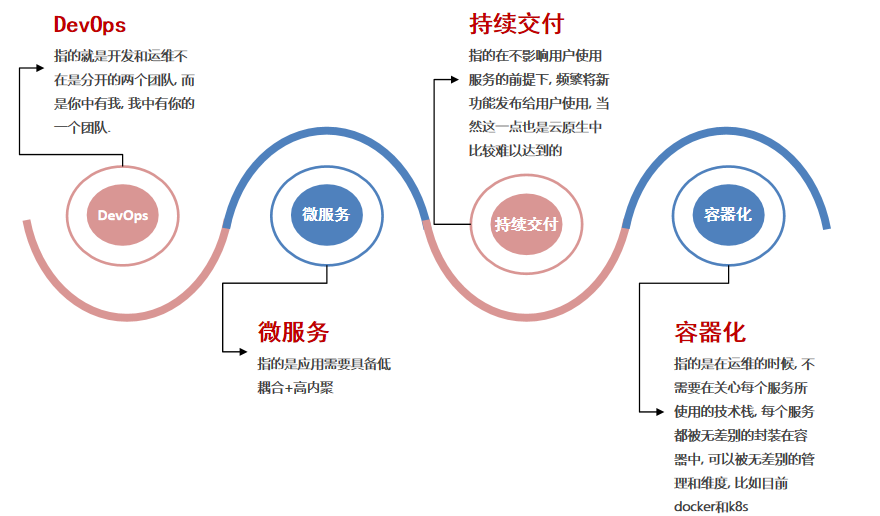 DevOps
指的就是开发和运维不
在是分开的两个团队, 而
是你中有我, 我中有你的
一个团队.
持续交付
指的在不影响用户使用
服务的前提下, 频繁将新
功能发布给用户使用, 当
然这一点也是云原生中
比较难以达到的
DevOps
微服务
持续交付
容器化
微服务
指的是应用需要具备低
耦合+高内聚
容器化
指的是在运维的时候, 不
需要在关心每个服务所
使用的技术栈, 每个服务
都被无差别的封装在容
器中, 可以被无差别的管
理和维度, 比如目前
docker和k8s